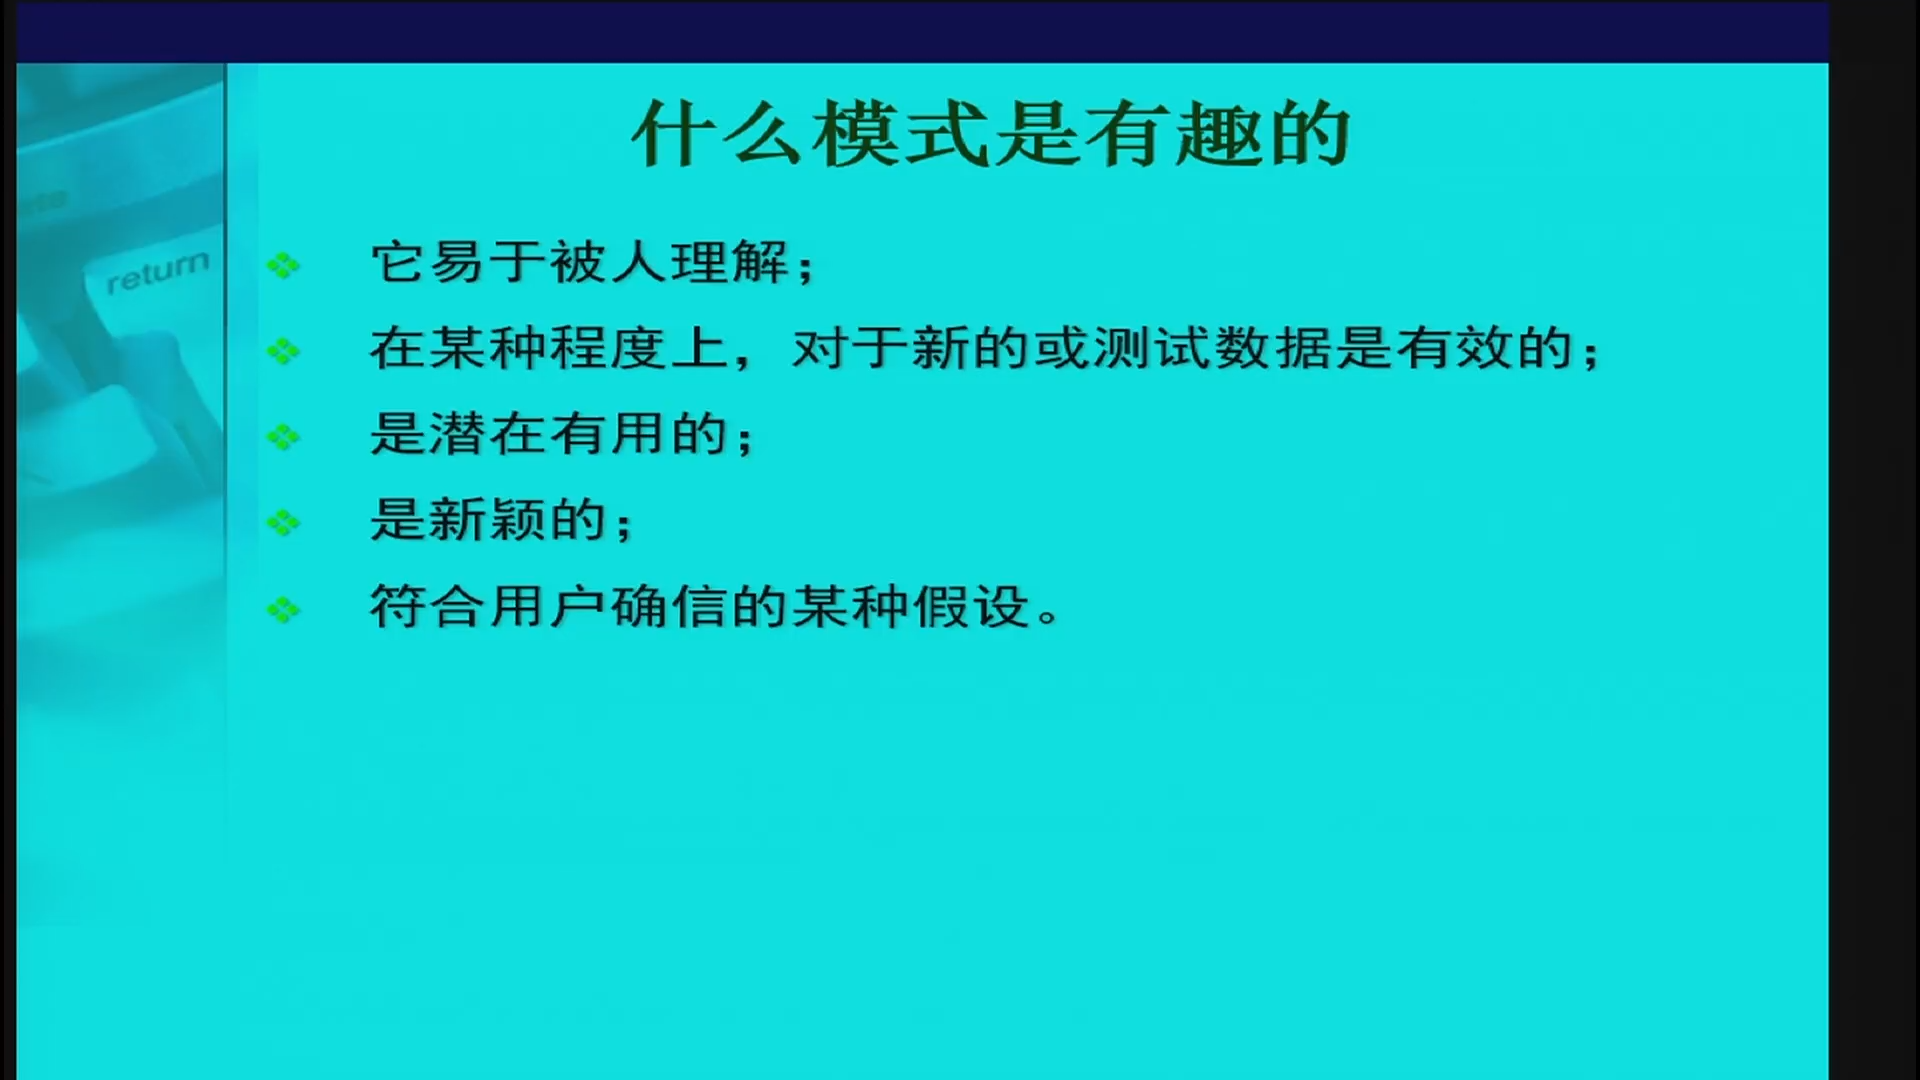 什么模式是有趣的
它易于被人理解；
在某种程度上，对于新的或测试数据是有效的；
是潜在有用的；
是新颖的；
符合用户确信的某种假设。
return